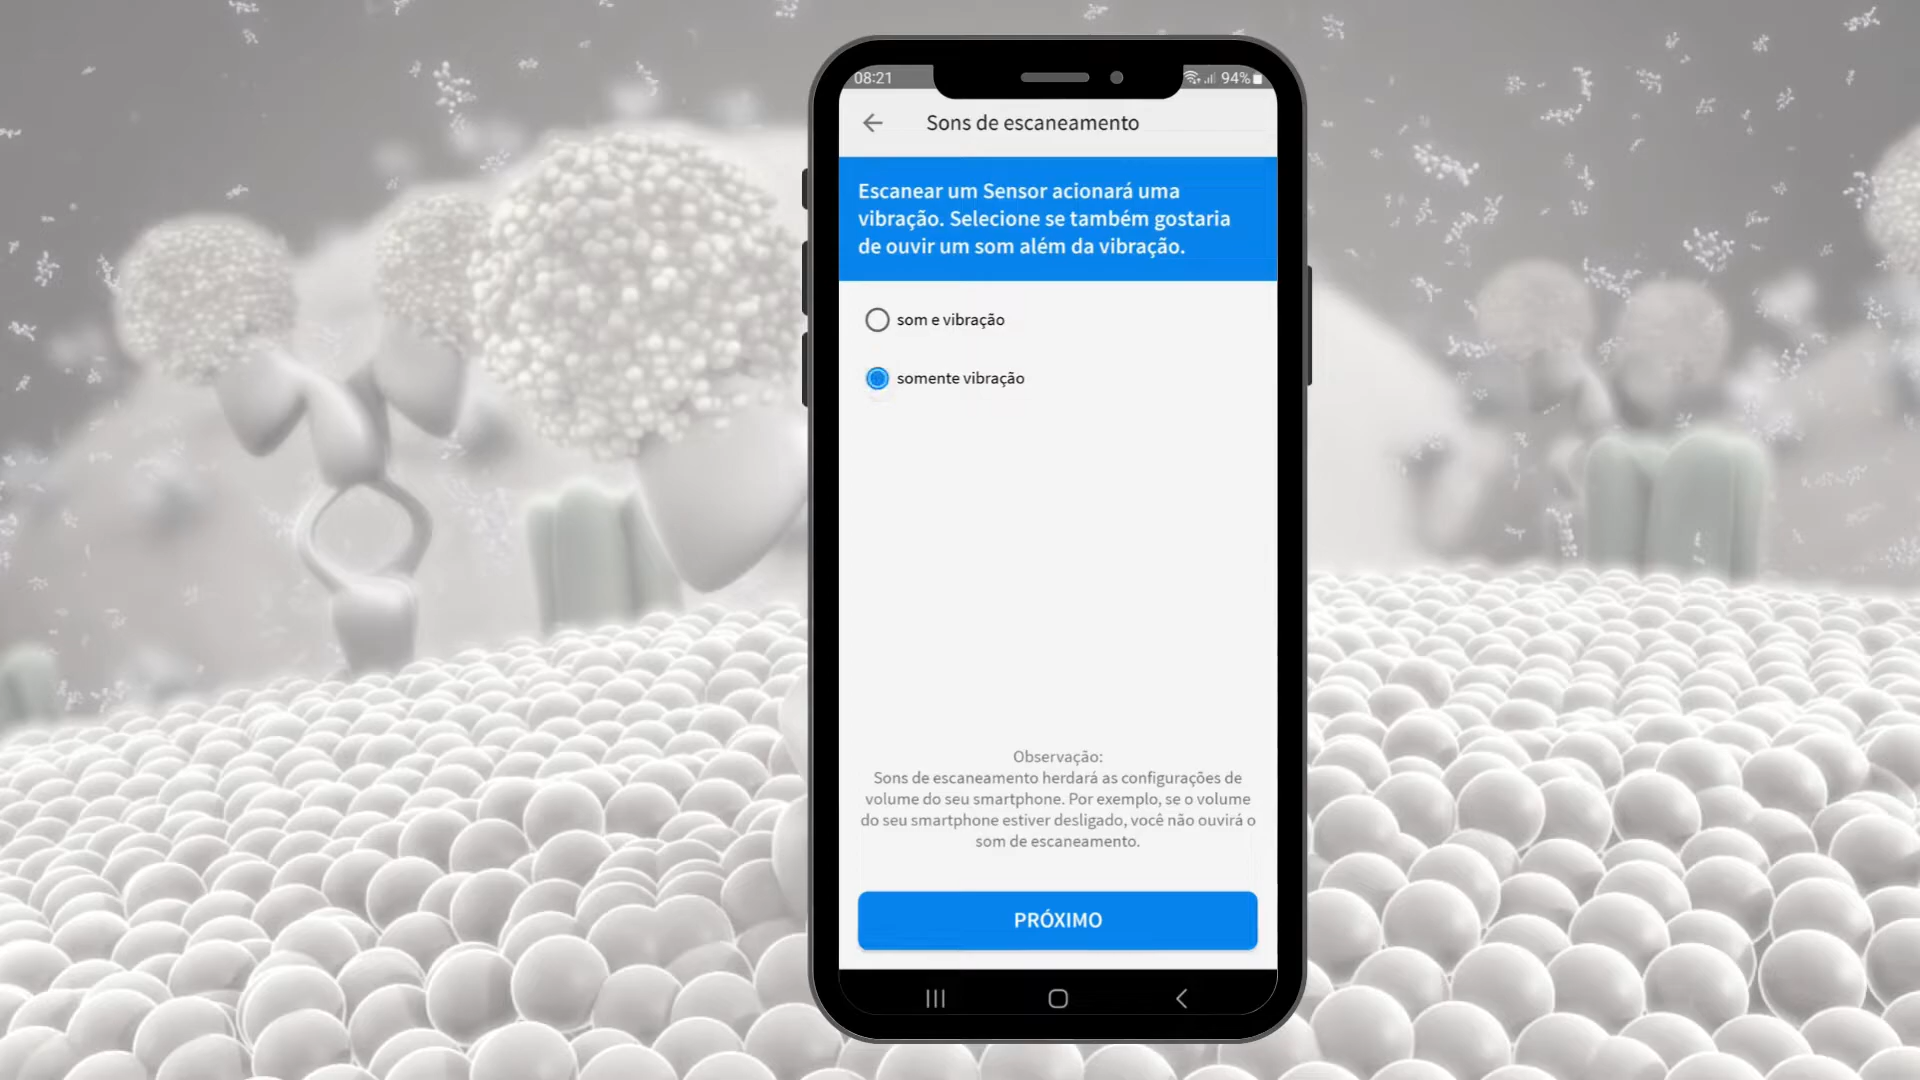 08:21
94%
Sons de escaneamento
Escanear um Sensor acionará uma
vibração. Selecione se também gostaria
de ouvir um som além da vibração.
som e vibração
somente vibração
Observação:
Sons de escaneamento herdará as configurações de
volume do seu smartphone. Por exemplo, se o volume
do seu smartphone estiver desligado, você não ouvirá o
som de escaneamento.
PRÓXIMO